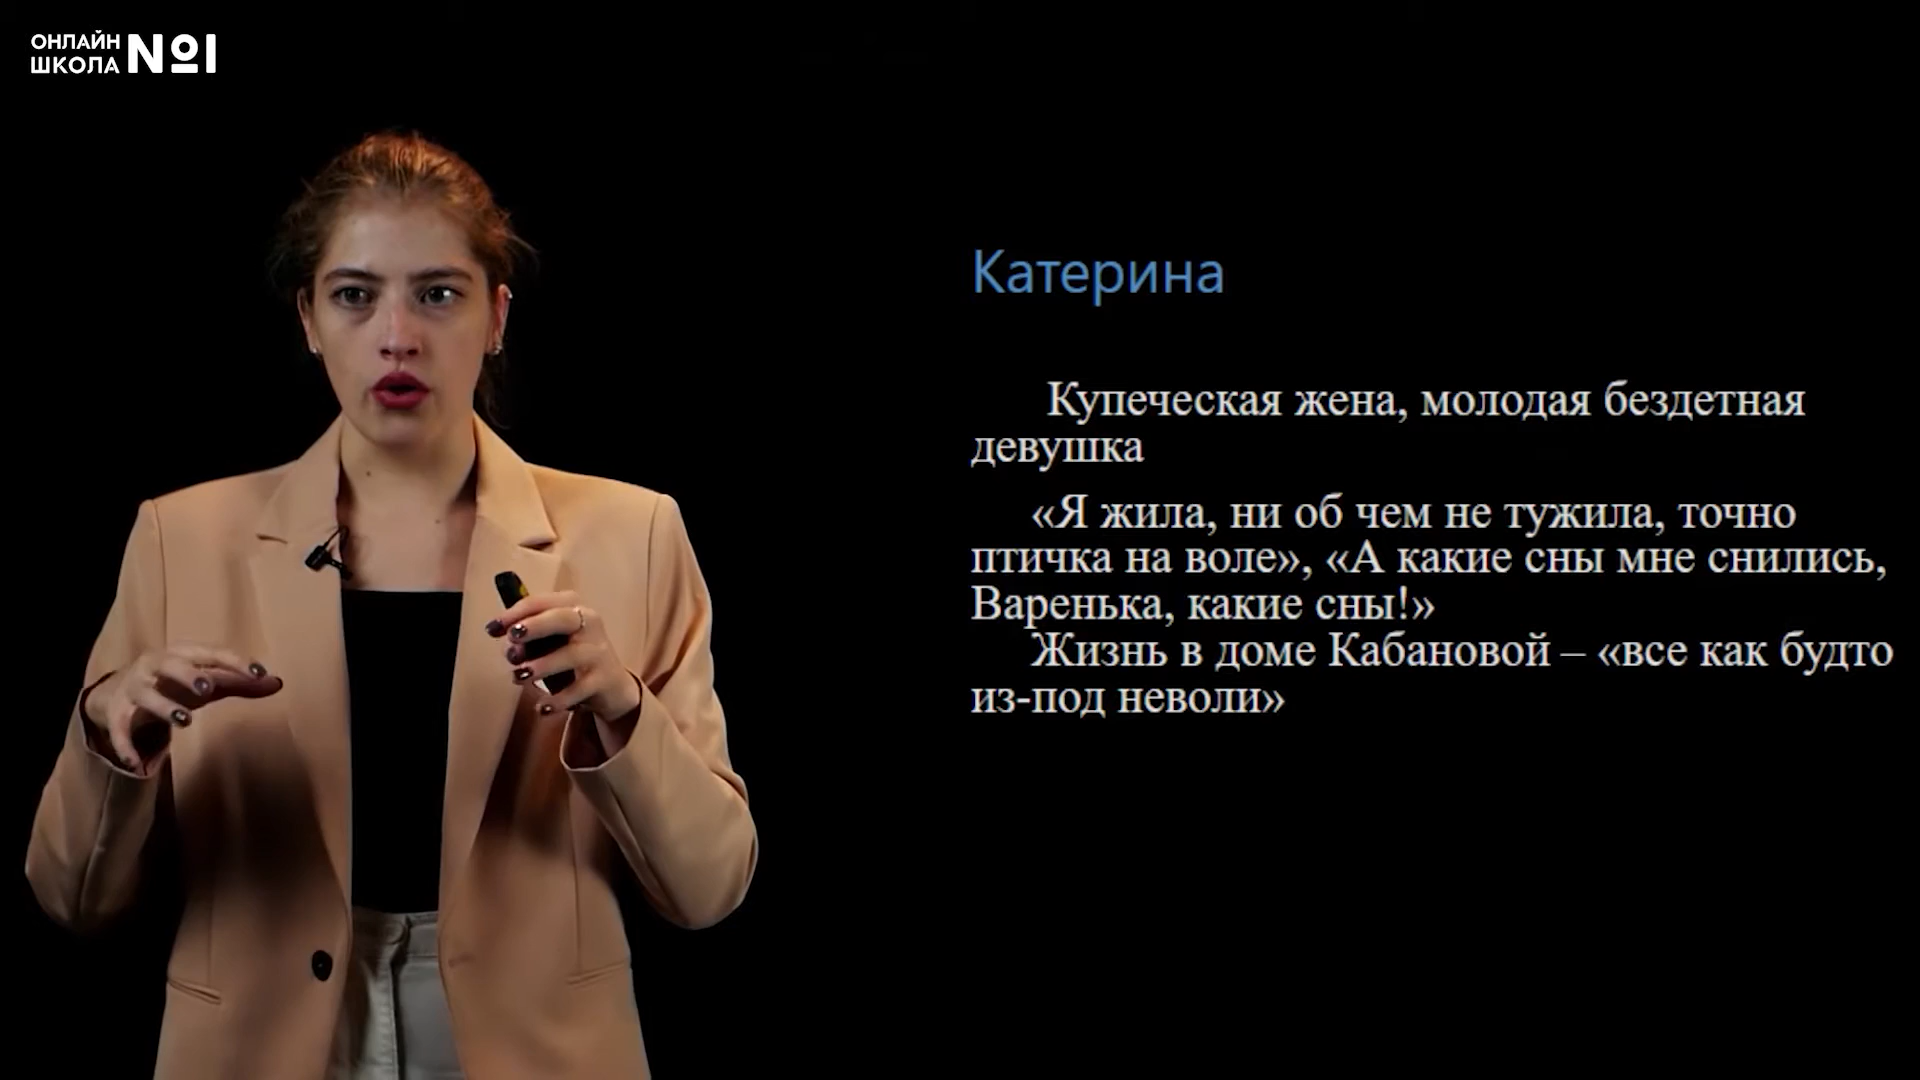 ОНЛАЙН
ШКОЛА №1
Катерина
Купеческая жена, молодая бездетная
девушка
«Я жила, ни об чем не тужила, точно
птичка на воле», «А какие сны мне снились,
Варенька, какие сны!»
Жизнь в доме Кабановой – «все как будто
из-под неволи»